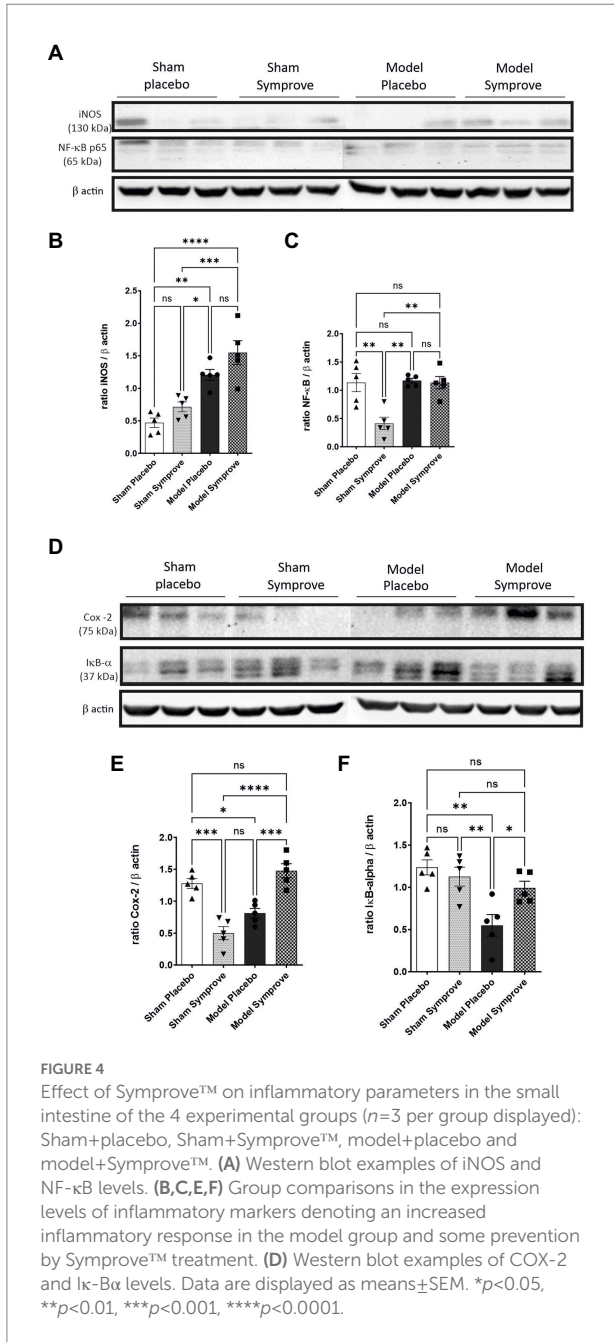 A
Sham Sham Model Model
placebo Symprove Placebo Symprove
iNOS
(130 kDa)
NF-κB p65
(65 kDa)
β actin
B
****
***
**
ns * ns
ratio iNOS / β actin
2.5
2.0
1.5
1.0
0.5
0.0
Sham Placebo
Sham Symprove
Model Placebo
Model Symprove
C
ns
**
ns
** ** ns
ratio NF-κB / β actin
2.0
1.5
1.0
0.5
0.0
Sham Placebo
Sham Symprove
Model Placebo
Model Symprove
D
Sham Sham Model Model
placebo Symprove Placebo Symprove
Cox -2
(75 kDa)
IκB-α
(37 kDa)
β actin
E
ns
****
*
*** ns ***
ratio Cox-2 / β actin
2.0
1.5
1.0
0.5
0.0
Sham Placebo
Sham Symprove
Model Placebo
Model Symprove
F
ns
ns
**
ns ** *
ratio IκB-alpha / β actin
2.0
1.5
1.0
0.5
0.0
Sham Placebo
Sham Symprove
Model Placebo
Model Symprove
FIGURE 4
Effect of Symprove™ on inflammatory parameters in the small
intestine of the 4 experimental groups (n=3 per group displayed):
Sham+placebo, Sham+Symprove™, model+placebo and
model+Symprove™. (A) Western blot examples of iNOS and
NF-κB levels. (B,C,E,F) Group comparisons in the expression
levels of inflammatory markers denoting an increased
inflammatory response in the model group and some prevention
by Symprove™ treatment. (D) Western blot examples of COX-2
and Iκ-Bα levels. Data are displayed as means±SEM. *p<0.05,
**p<0.01, ***p<0.001, ****p<0.0001.